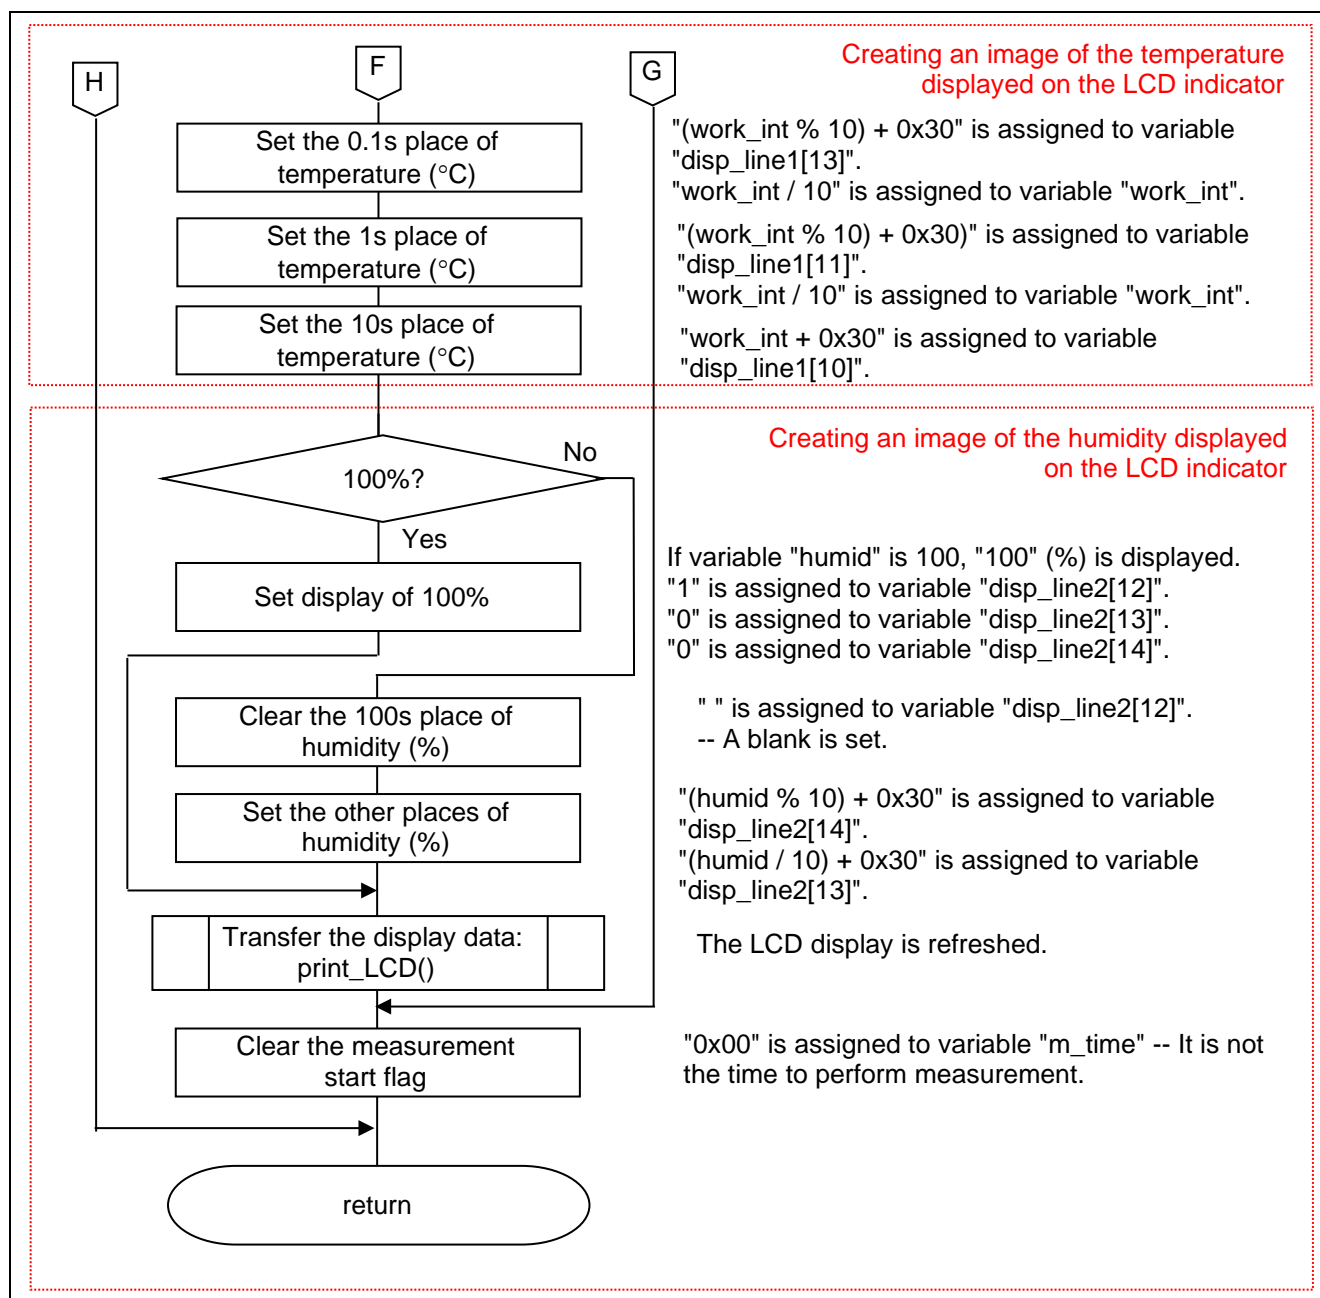 H
F
G
Creating an image of the temperature
displayed on the LCD indicator
Set the 0.1s place of
temperature (°C)
"(work_int % 10) + 0x30" is assigned to variable
"disp_line1[13]".
"work_int / 10" is assigned to variable "work_int".
Set the 1s place of
temperature (°C)
"(work_int % 10) + 0x30)" is assigned to variable
"disp_line1[11]".
"work_int / 10" is assigned to variable "work_int".
Set the 10s place of
temperature (°C)
"work_int + 0x30" is assigned to variable
"disp_line1[10]".
Creating an image of the humidity displayed
on the LCD indicator
No
100%?
Yes
Set display of 100%
If variable "humid" is 100, "100" (%) is displayed.
"1" is assigned to variable "disp_line2[12]".
"0" is assigned to variable "disp_line2[13]".
"0" is assigned to variable "disp_line2[14]".
Clear the 100s place of
humidity (%)
" " is assigned to variable "disp_line2[12]".
-- A blank is set.
Set the other places of
humidity (%)
"(humid % 10) + 0x30" is assigned to variable
"disp_line2[14]".
"(humid / 10) + 0x30" is assigned to variable
"disp_line2[13]".
Transfer the display data:
print_LCD()
The LCD display is refreshed.
Clear the measurement
start flag
"0x00" is assigned to variable "m_time" -- It is not
the time to perform measurement.
return